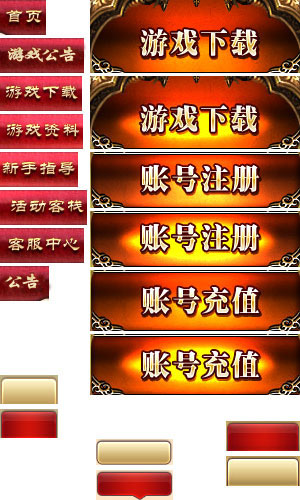 首页
游戏公告
游戏下载
游戏资料
新手指导
活动客栈
客服中心
公告
游戏下载
游戏下载
账号注册
账号注册
账号充值
账号充值